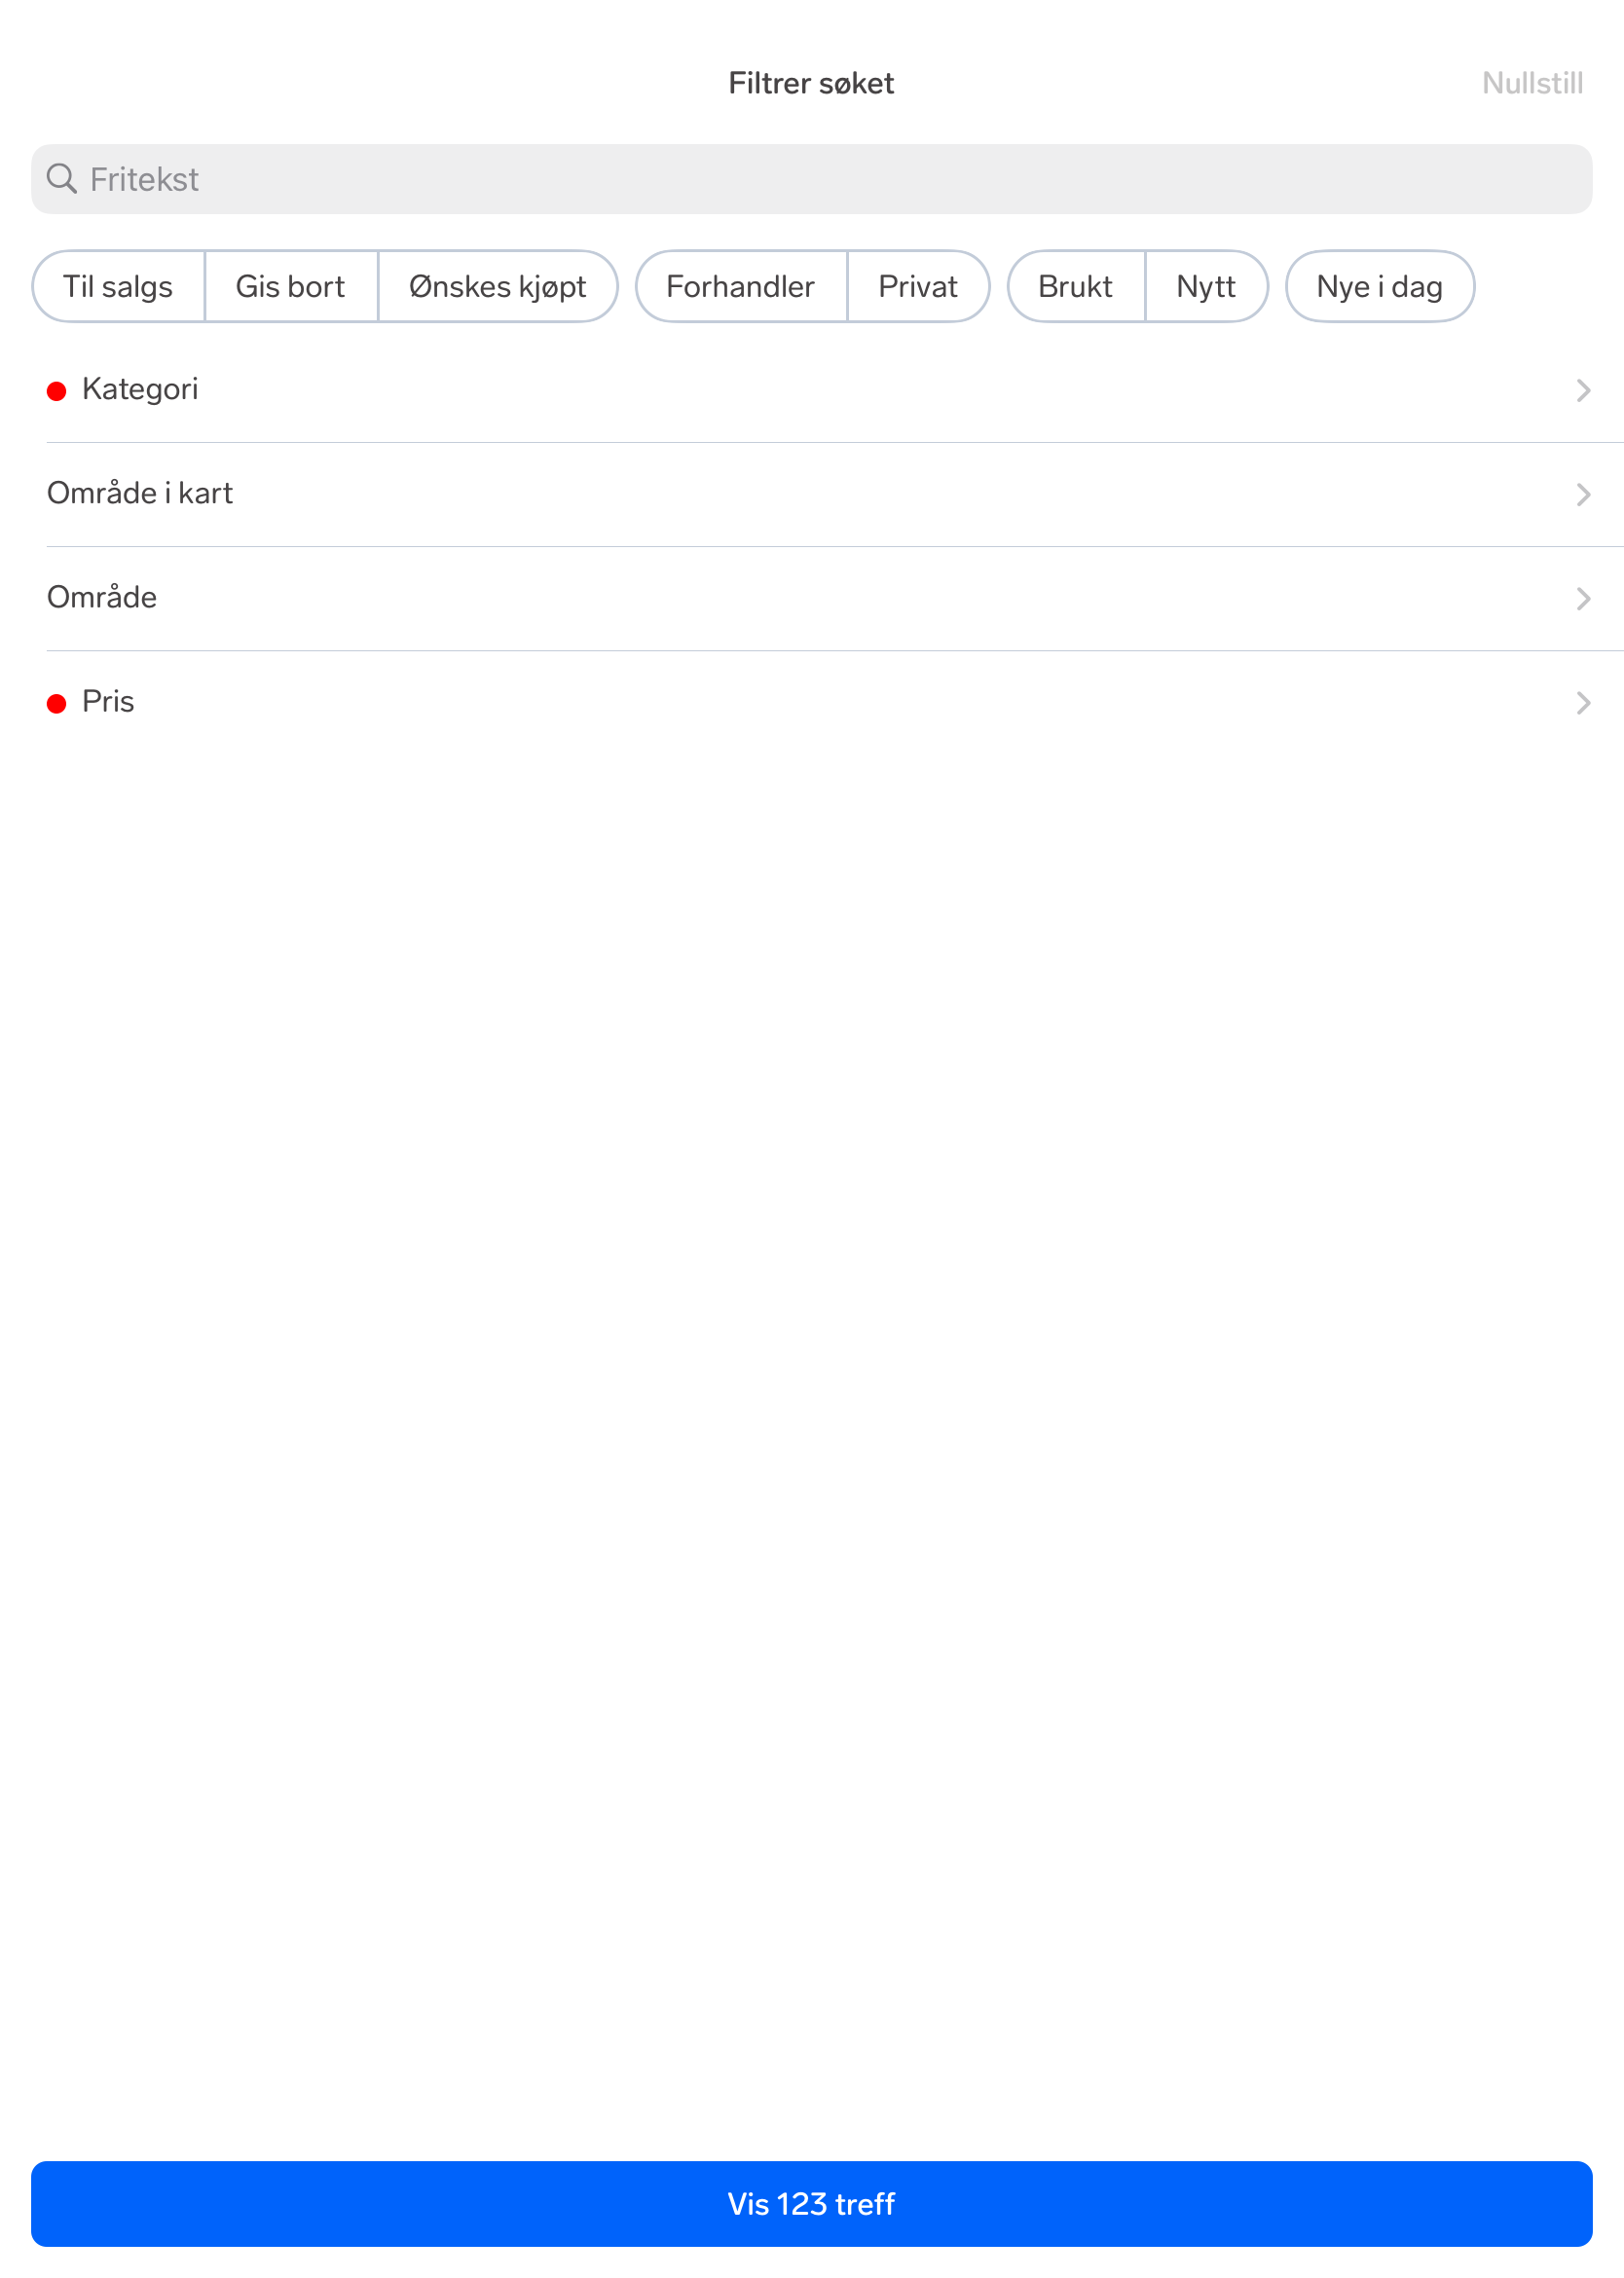 Filtrer søket Nullstill
Fritekst
Til salgs Gis bort Ønskes kjøpt Forhandler Privat Brukt Nytt Nye i dag
Kategori
Område i kart
Område
Pris
Vis 123 treff